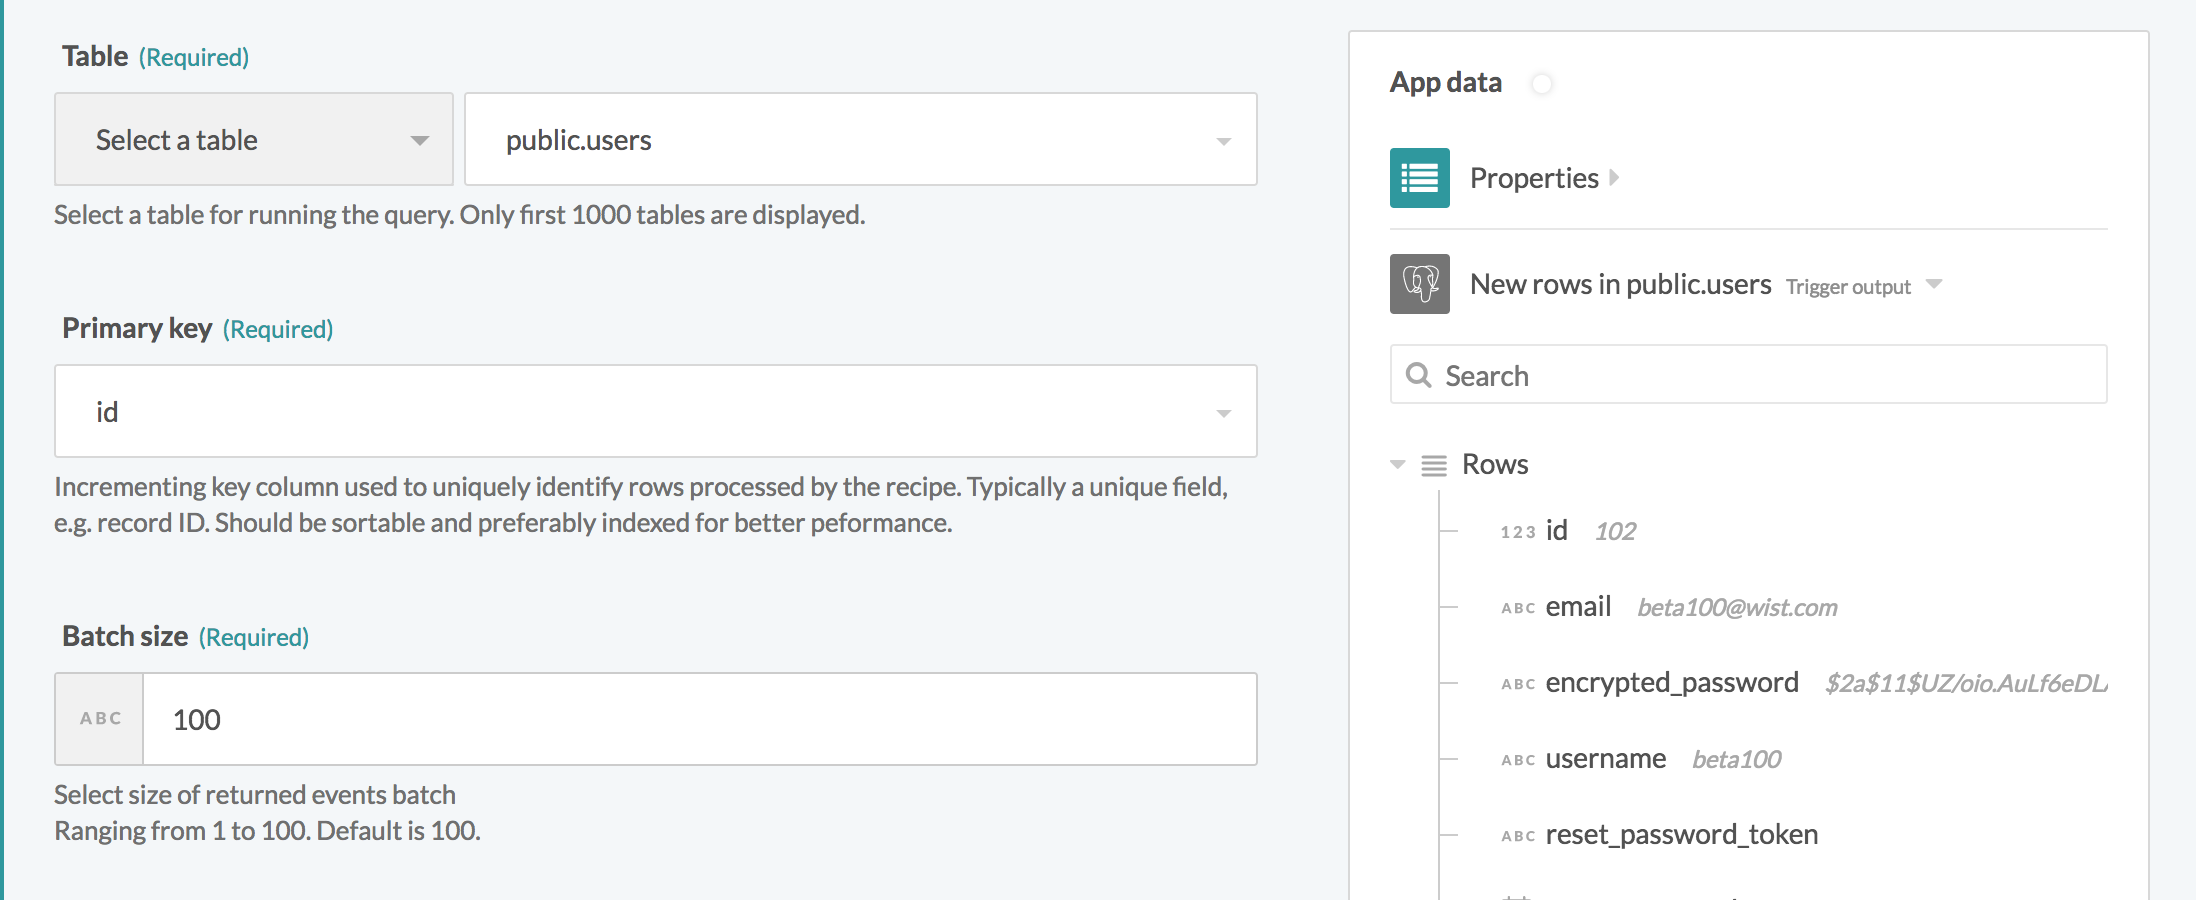 Table (Required)
Select a table
public.users
Select a table for running the query. Only first 1000 tables are displayed.
Primary key (Required)
id
Incrementing key column used to uniquely identify rows processed by the recipe. Typically a unique field,
e.g. record ID. Should be sortable and preferably indexed for better peformance.
Batch size (Required)
ABC
100
Select size of returned events batch
Ranging from 1 to 100. Default is 100.
App data
Properties
New rows in public.users Trigger output
Search
Rows
123 id 102
ABC email beta100@wist.com
ABC encrypted_password $2a$11$UZ/oio.AuLf6eDL
ABC username beta100
ABC reset_password_token